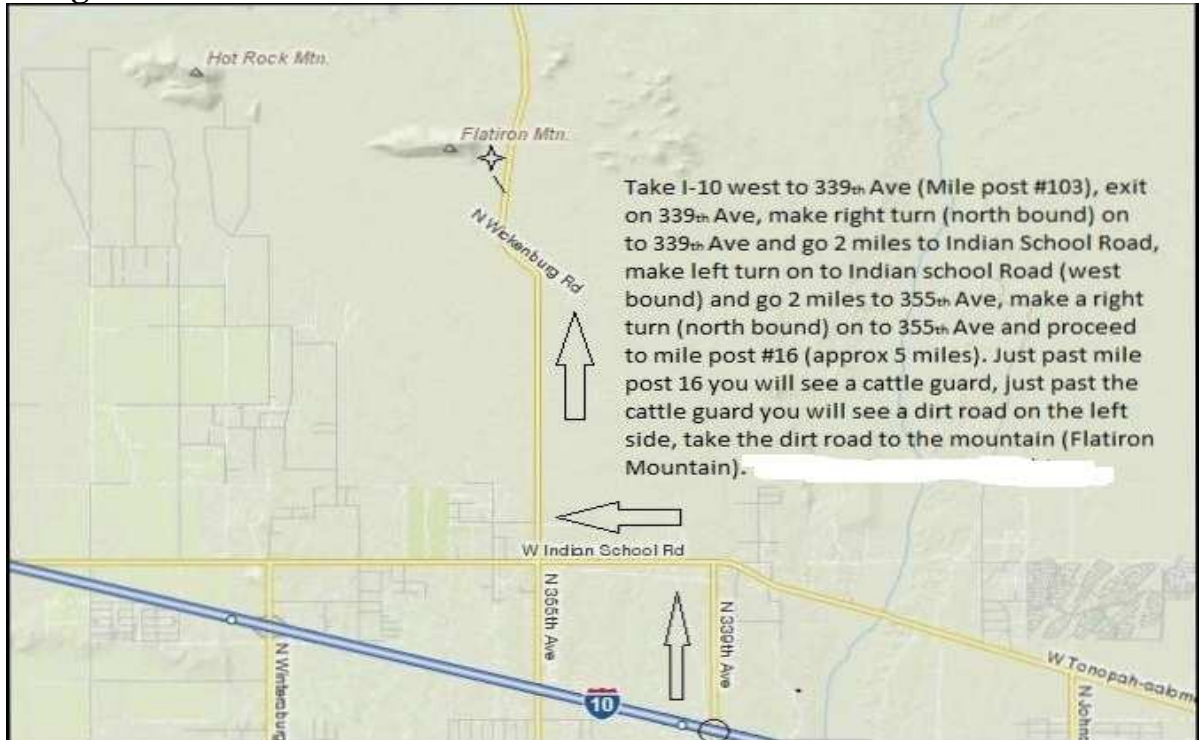 Hot Rock Mtn.
Flatiron Mtn.
Take I-10 west to 339th Ave (Mile post #103), exit
on 339th Ave, make right turn (north bound) on
to 339th Ave and go 2 miles to Indian School Road,
make left turn on to Indian school Road (west
bound) and go 2 miles to 355th Ave, make a right
turn (north bound) on to 355th Ave and proceed
to mile post #16 (approx 5 miles). Just past mile
post 16 you will see a cattle guard, just past the
cattle guard you will see a dirt road on the left
side, take the dirt road to the mountain (Flatiron
Mountain).
N Wickenburg Rd
W Indian School Rd
N 355th Ave
N 339th Ave
W Tonopah-
10